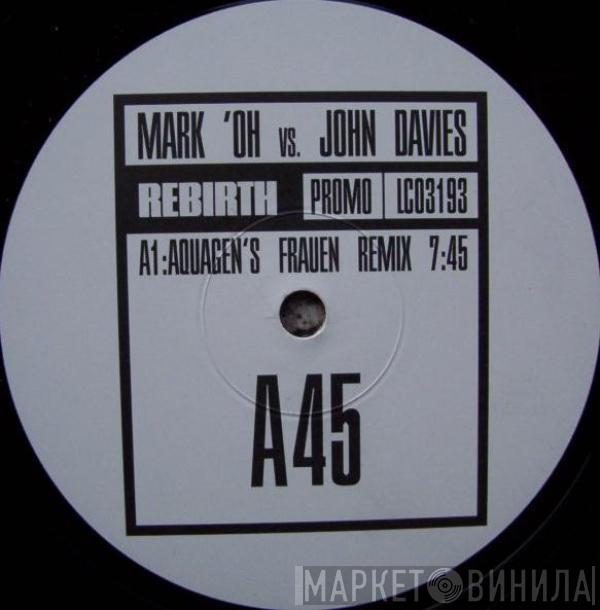 MARK 'OH VS. JOHN DAVIES
REBIRTH PROMO LC03193
A1:AQUAGEN'S FRAUEN REMIX 7:45
A45
МАРКЕТ ВИНИЛА